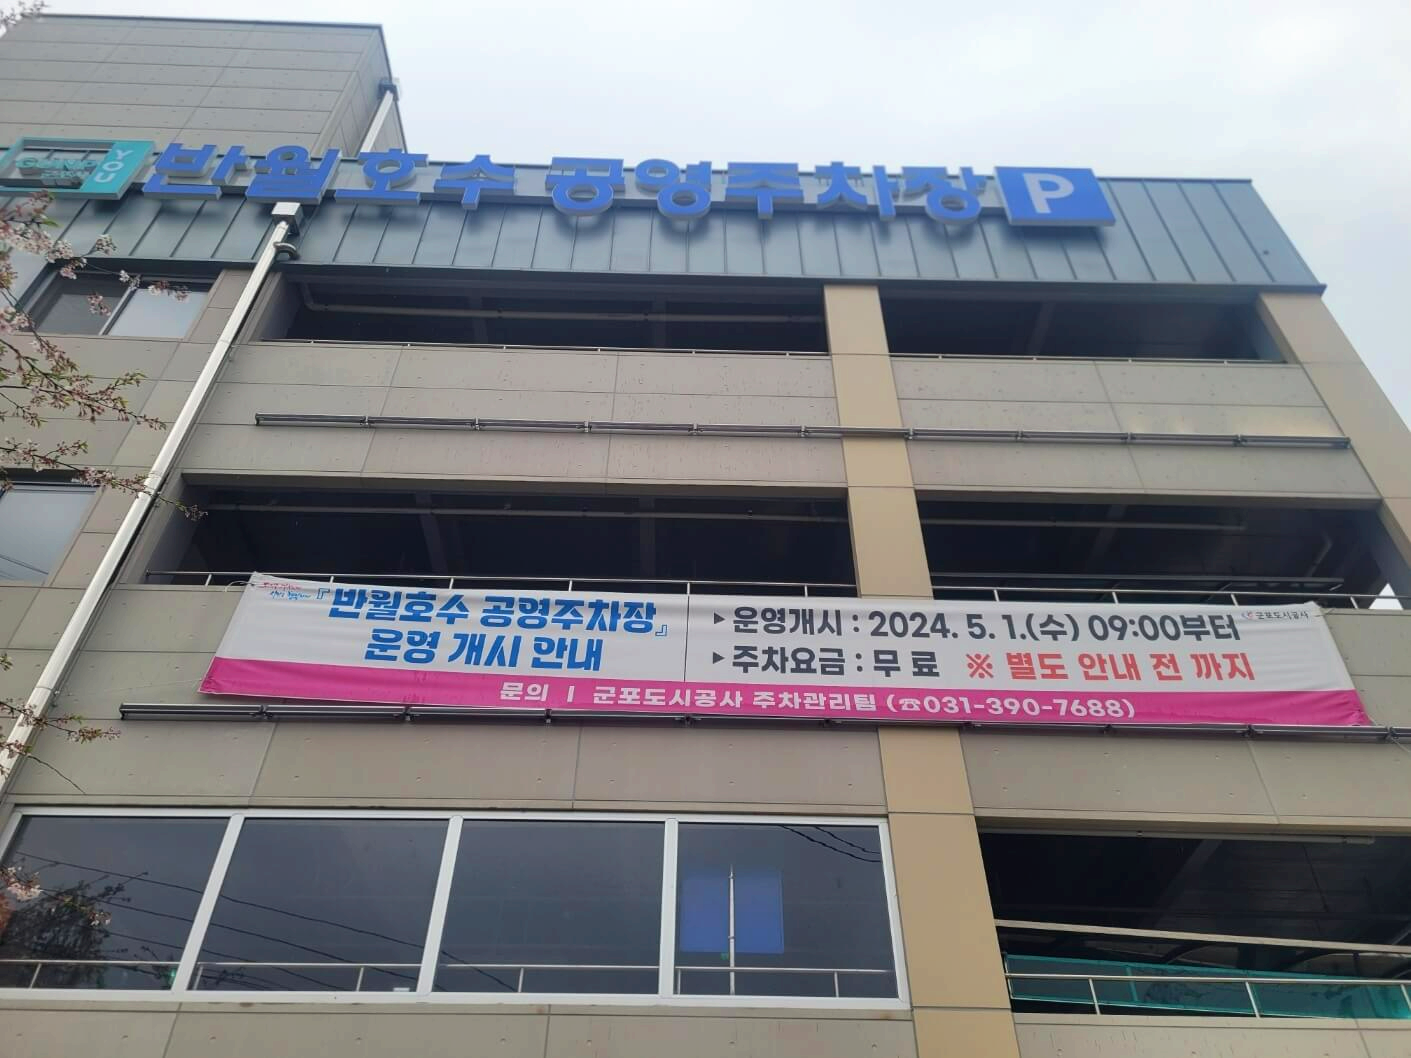 YOU
반월호수 공영주차장 P
『반월호수 공영주차장』
운영 개시 안내
▸운영개시 : 2024. 5. 1.(수) 09:00부터
▸주차요금 : 무 료 ※ 별도 안내 전 까지
군포도시공사
문의 | 군포도시공사 주차관리팀 (☎031-390-7688)